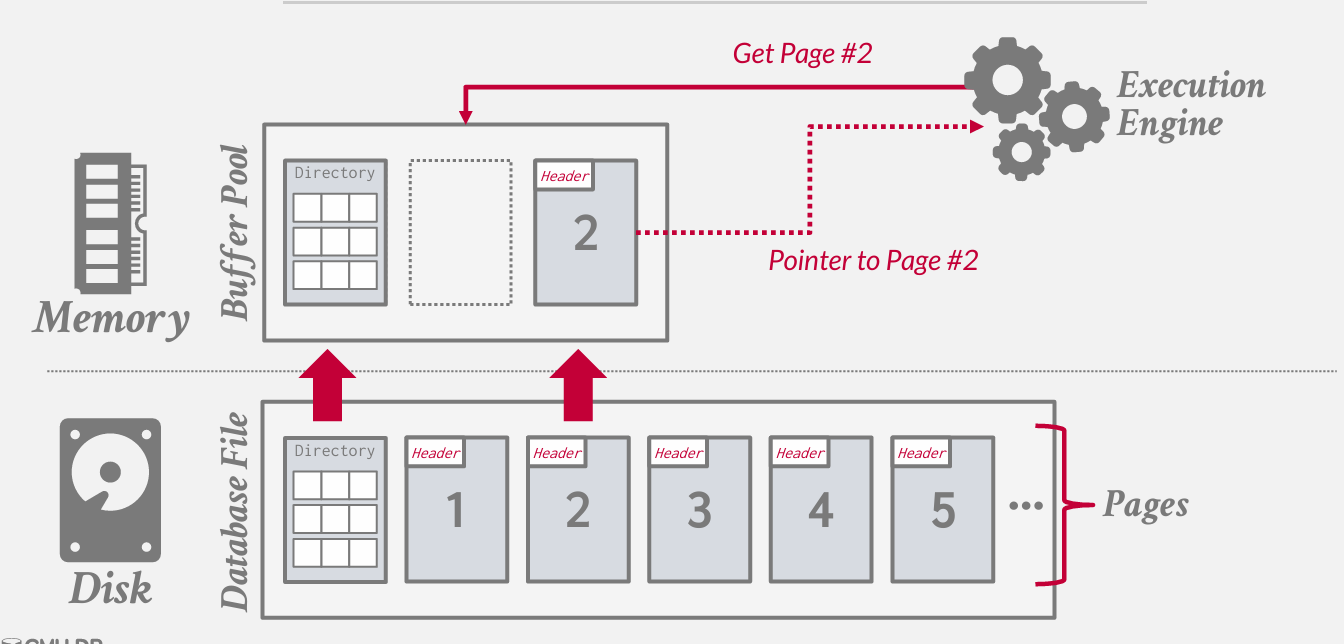 Get Page #2
Execution
Engine
Buffer Pool
Directory
Header
2
Pointer to Page #2
Memory
Database File
Directory
Header
1
Header
2
Header
3
Header
4
Header
5
...
Pages
Disk